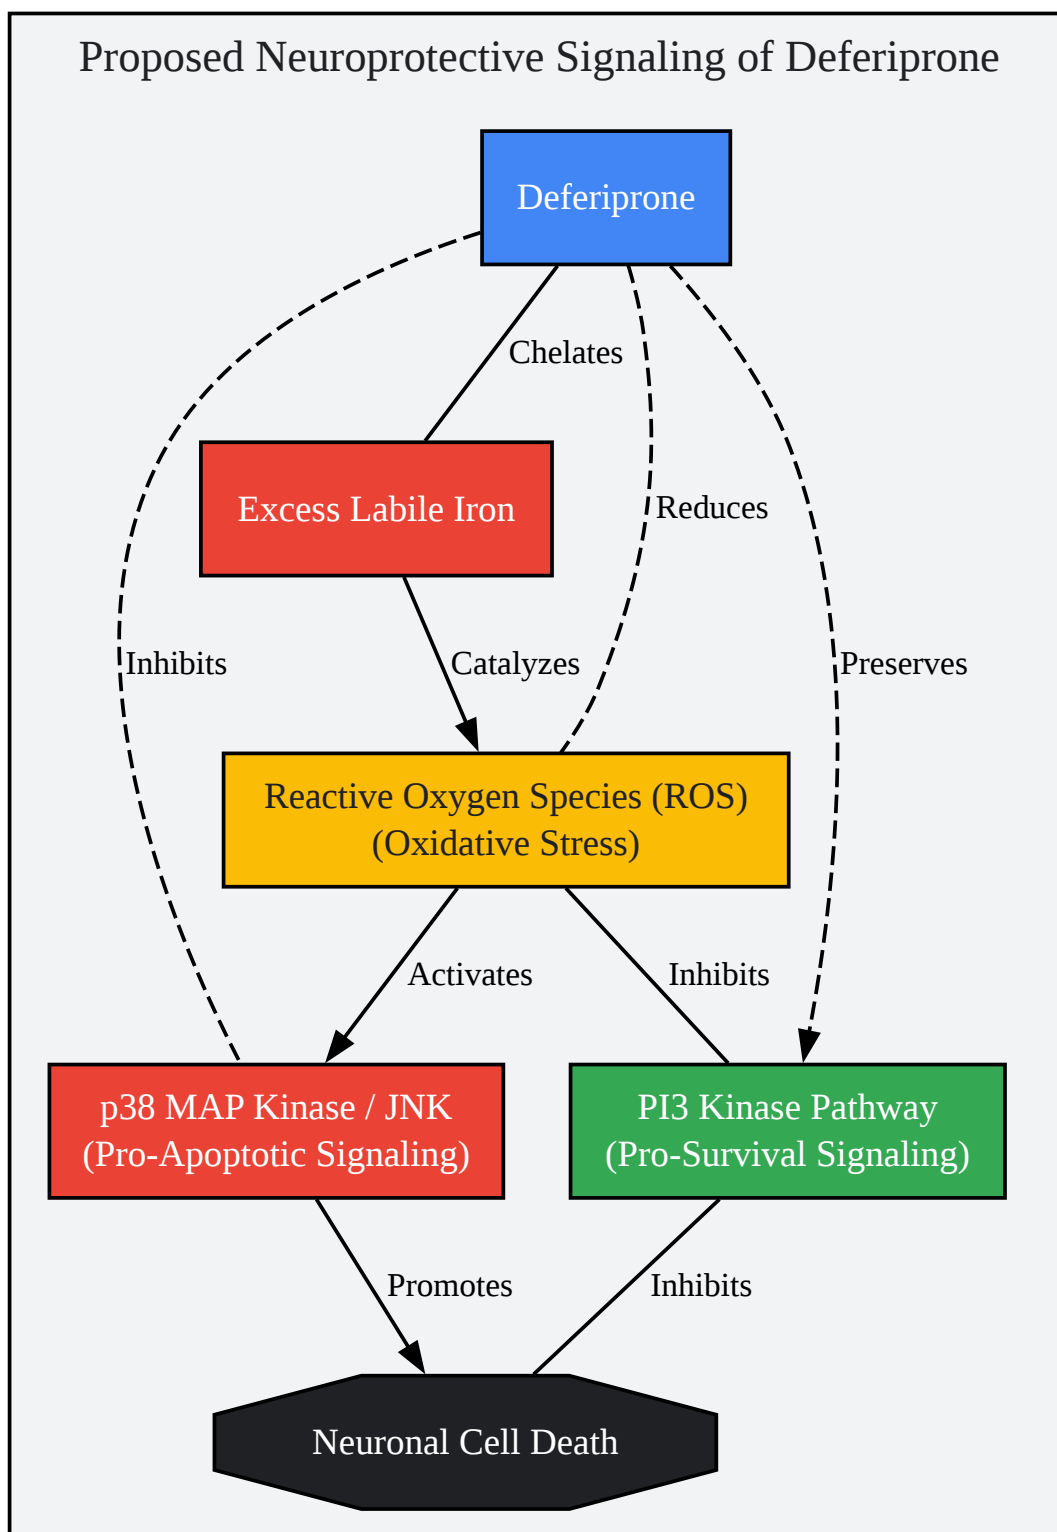 Proposed Neuroprotective Signaling of Deferiprone
Deferiprone
Chelates
Excess Labile Iron
Reduces
Inhibits
Catalyzes
Preserves
Reactive Oxygen Species (ROS)
(Oxidative Stress)
Activates
Inhibits
p38 MAP Kinase / JNK
(Pro-Apoptotic Signaling)
PI3 Kinase Pathway
(Pro-Survival Signaling)
Promotes
Inhibits
Neuronal Cell Death